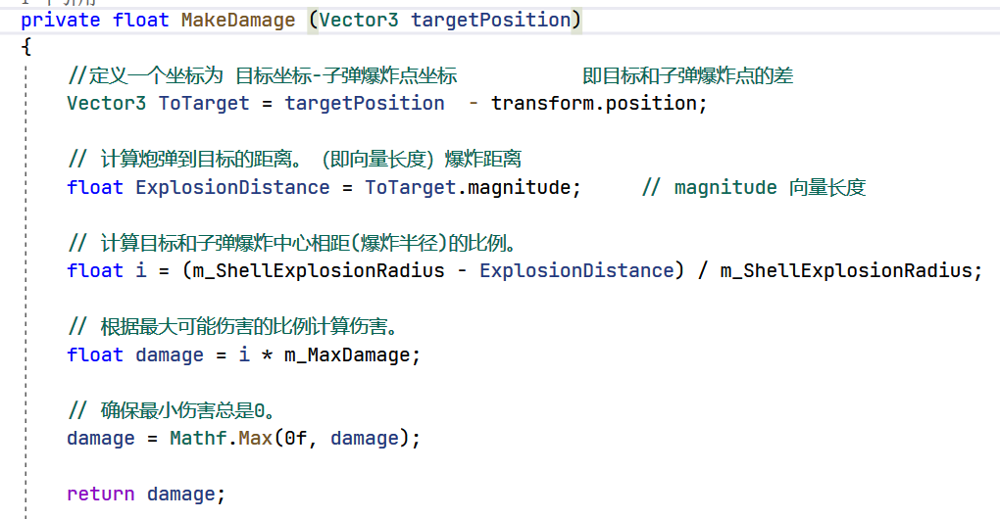 private float MakeDamage (Vector3 targetPosition)
{
//定义一个坐标为 目标坐标-子弹爆炸点坐标 即目标和子弹爆炸点的差
Vector3 ToTarget = targetPosition - transform.position;
// 计算炮弹到目标的距离。（即向量长度）爆炸距离
float ExplosionDistance = ToTarget.magnitude; // magnitude 向量长度
// 计算目标和子弹爆炸中心相距(爆炸半径)的比例。
float i = (m_ShellExplosionRadius - ExplosionDistance) / m_ShellExplosionRadius;
// 根据最大可能伤害的比例计算伤害。
float damage = i * m_MaxDamage;
// 确保最小伤害总是0。
damage = Mathf.Max(0f, damage);
return damage;